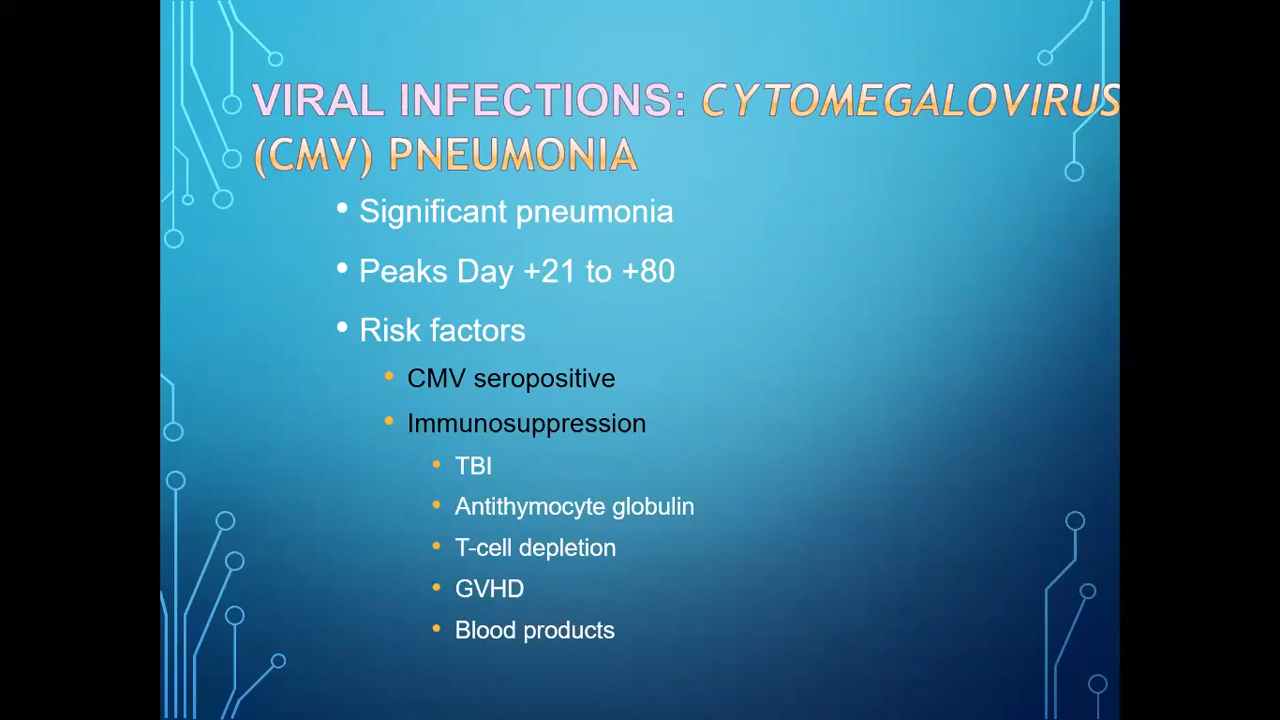 VIRAL INFECTIONS: CYTOMEGALOVIRUS
(CMV) PNEUMONIA
• Significant pneumonia
• Peaks Day +21 to +80
• Risk factors
• CMV seropositive
• Immunosuppression
• TBI
• Antithymocyte globulin
• T-cell depletion
• GVHD
• Blood products